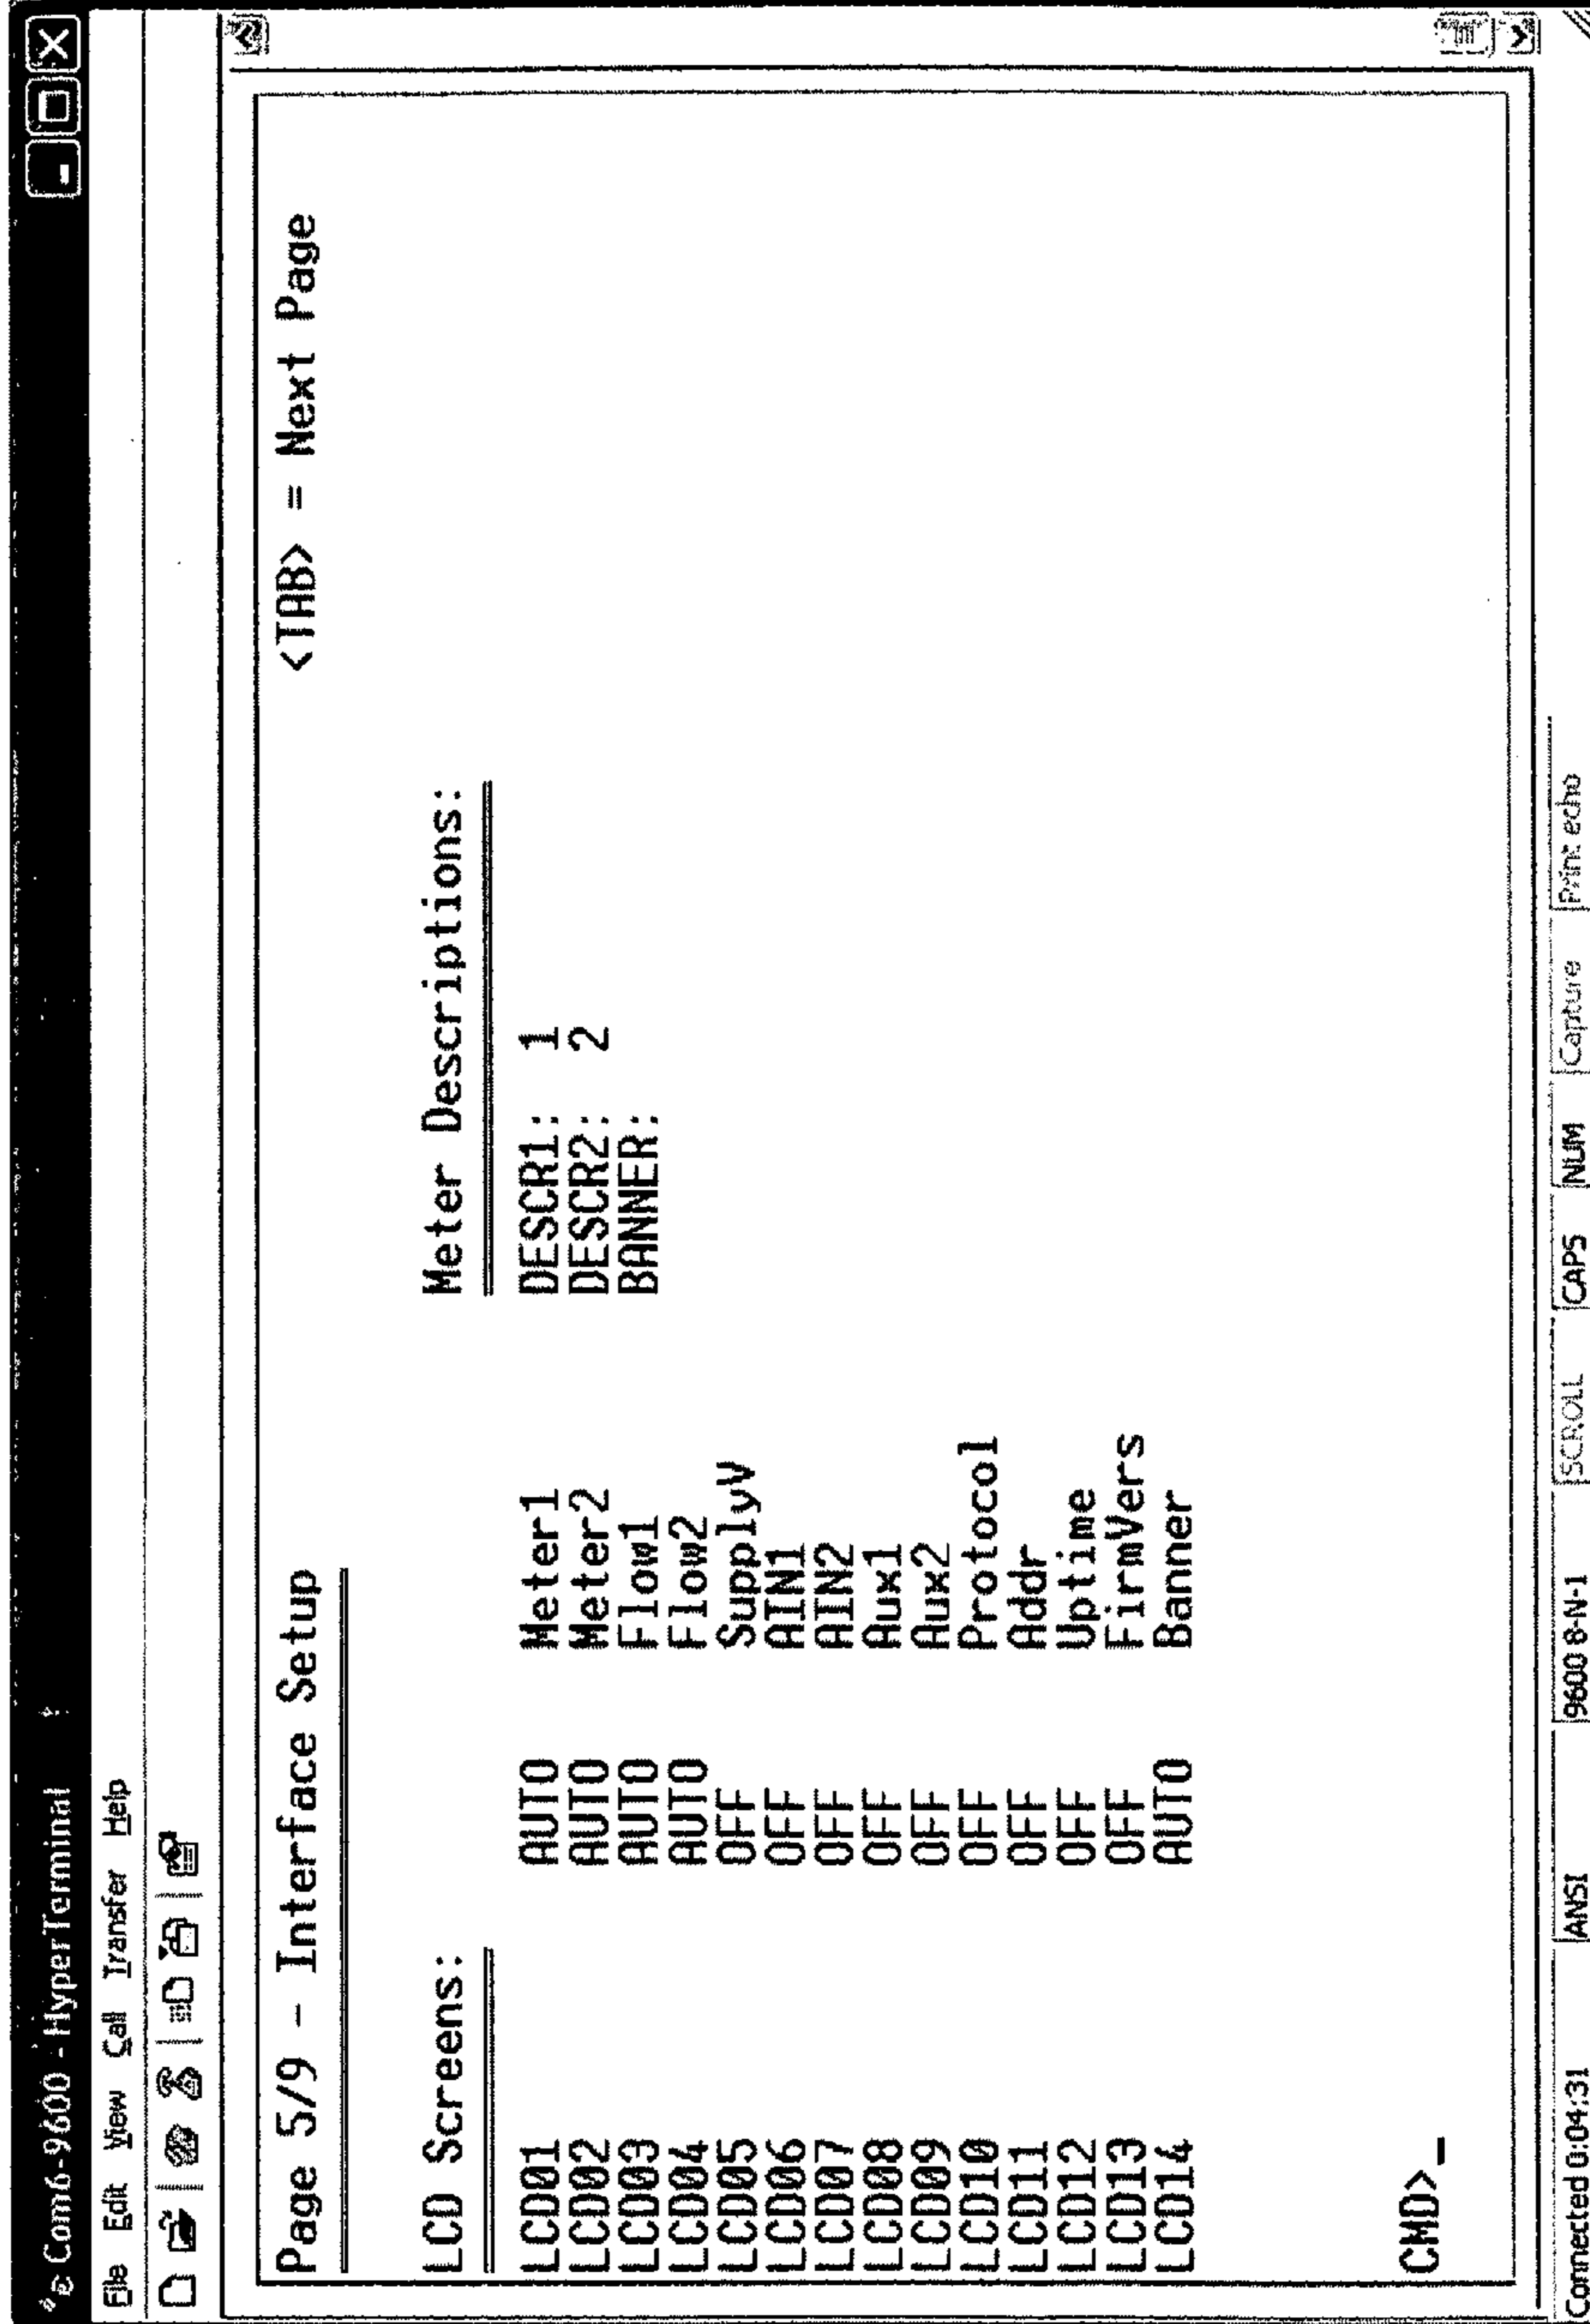 Com6-9600 - HyperTerminal
File Edit View Call Transfer Help
Page 5/9 - Interface Setup <TAB> = Next Page
LCD Screens: Meter Descriptions:
LCD01 AUTO Meter1 DESCR1: 1
LCD02 AUTO Meter2 DESCR2: 2
LCD03 AUTO Flow1 BANNER:
LCD04 AUTO Flow2
LCD05 OFF SupplyV
LCD06 OFF AIN1
LCD07 OFF AIN2
LCD08 OFF Aux1
LCD09 OFF Aux2
LCD10 OFF Protocol
LCD11 OFF Addr
LCD12 OFF Uptime
LCD13 OFF FirmVers
LCD14 AUTO Banner
CMD>_
Connected 0:04:31 ANSI 9600 8-N-1 SCROLL CAPS NUM Capture Print echo